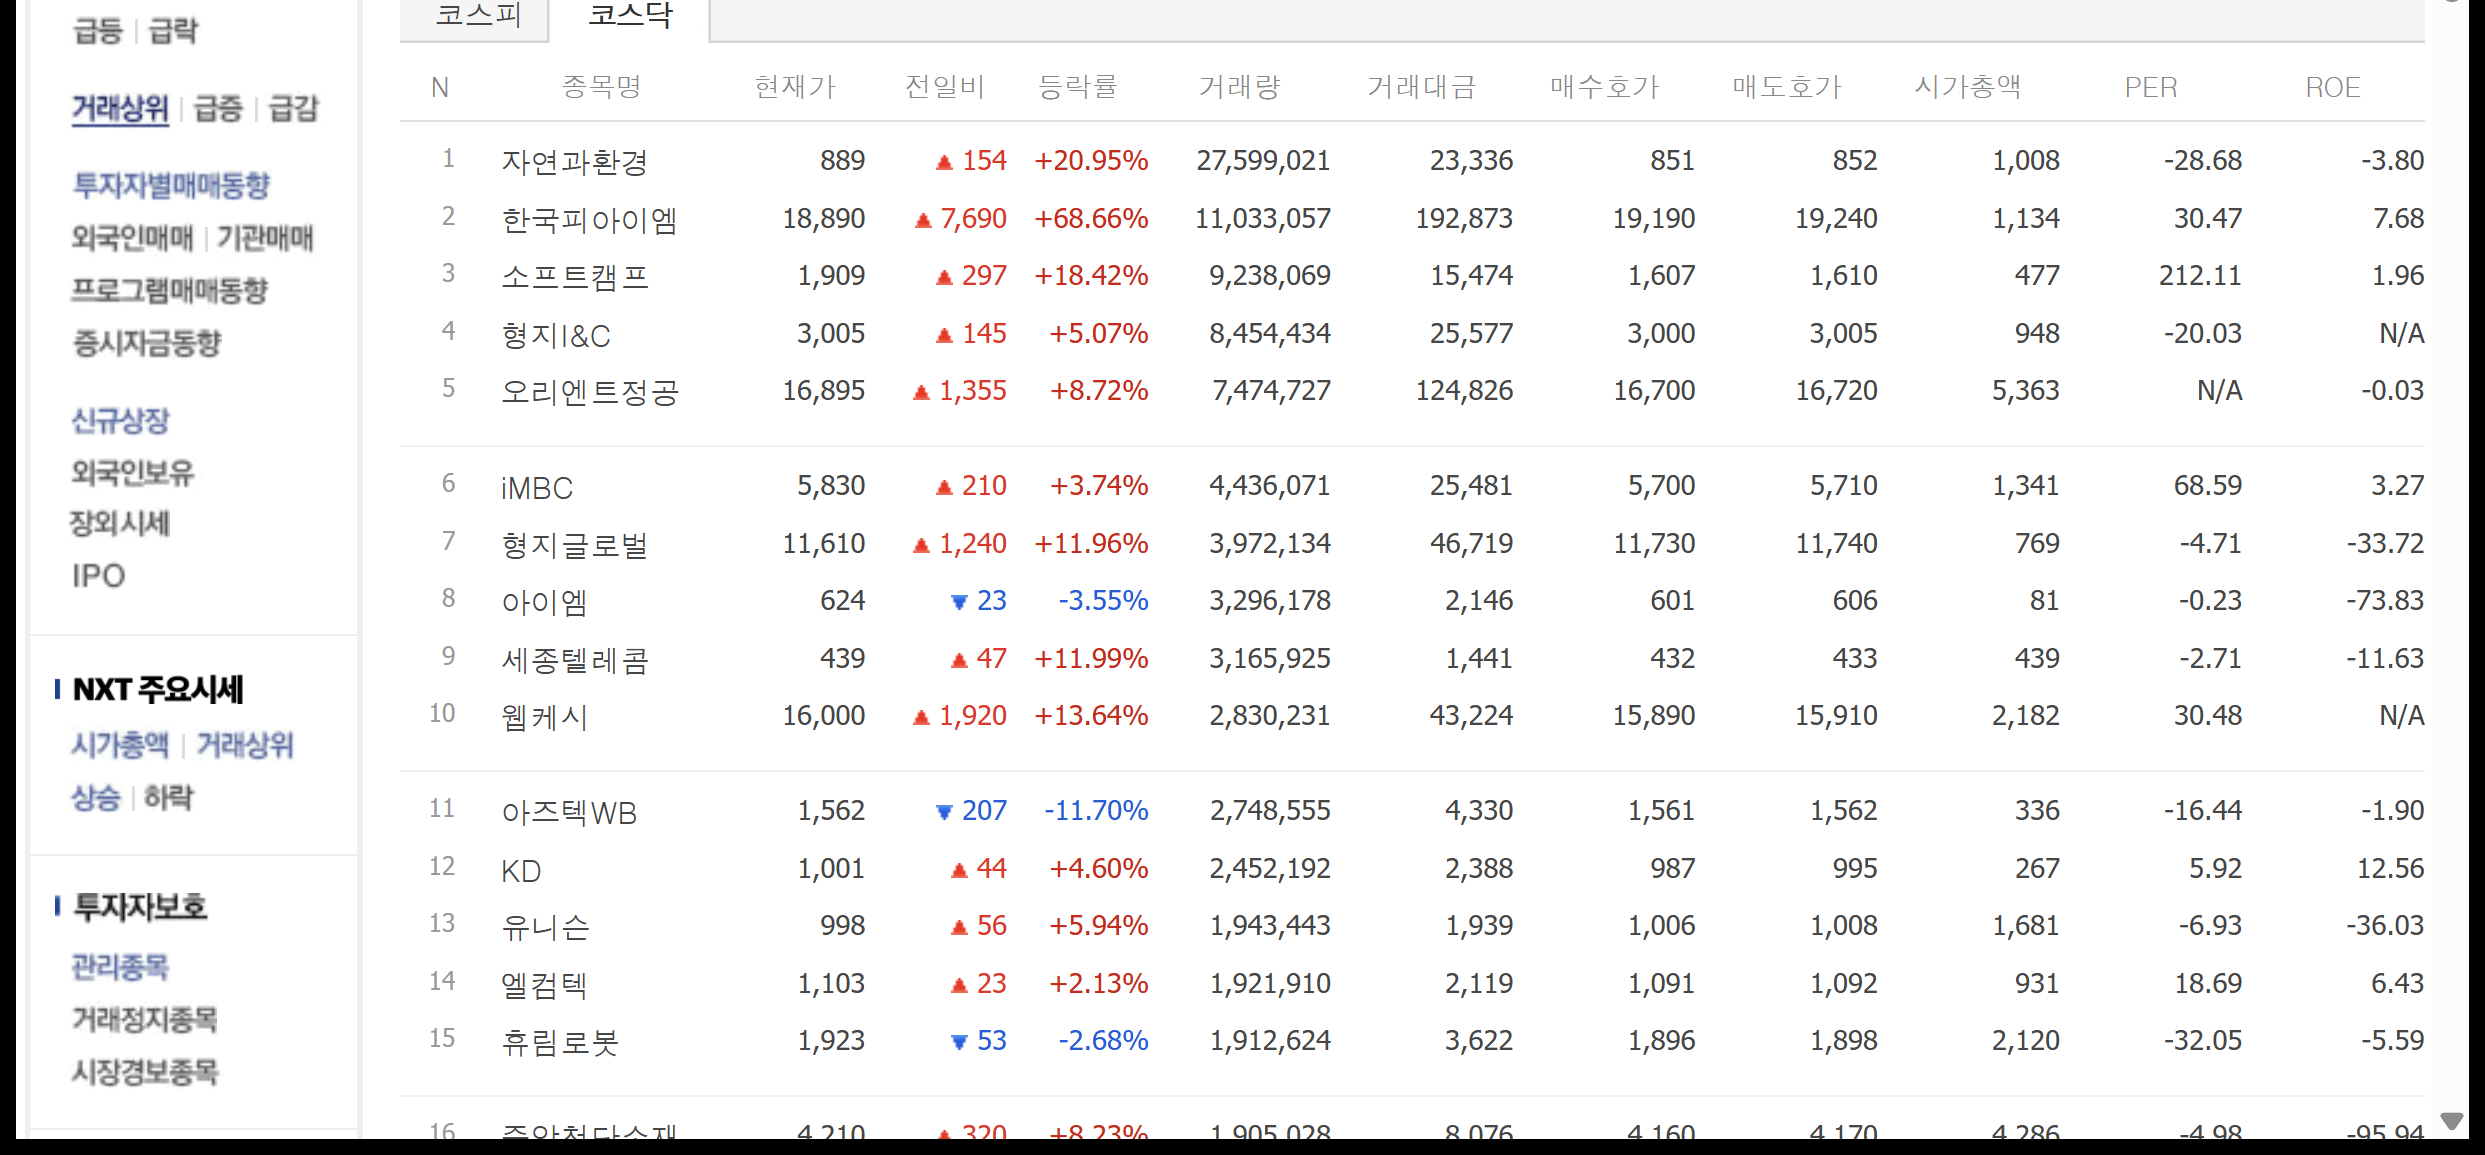 급등 | 급락
거래상위 | 급증 | 급감
투자자별매매동향
외국인매매 | 기관매매
프로그램매매동향
증시자금동향
신규상장
외국인보유
장외시세
IPO
NXT 주요시세
시가총액 | 거래상위
상승 | 하락
투자자보호
관리종목
거래정지종목
시장경보종목
코스피 코스닥
N 종목명 현재가 전일비 등락률 거래량 거래대금 매수호가 매도호가 시가총액 PER ROE
1 자연과환경 889 ▲ 154 +20.95% 27,599,021 23,336 851 852 1,008 -28.68 -3.80
2 한국피아이엠 18,890 ▲ 7,690 +68.66% 11,033,057 192,873 19,190 19,240 1,134 30.47 7.68
3 소프트캠프 1,909 ▲ 297 +18.42% 9,238,069 15,474 1,607 1,610 477 212.11 1.96
4 형지I&C 3,005 ▲ 145 +5.07% 8,454,434 25,577 3,000 3,005 948 -20.03 N/A
5 오리엔트정공 16,895 ▲ 1,355 +8.72% 7,474,727 124,826 16,700 16,720 5,363 N/A -0.03
6 iMBC 5,830 ▲ 210 +3.74% 4,436,071 25,481 5,700 5,710 1,341 68.59 3.27
7 형지글로벌 11,610 ▲ 1,240 +11.96% 3,972,134 46,719 11,730 11,740 769 -4.71 -33.72
8 아이엠 624 ▼ 23 -3.55% 3,296,178 2,146 601 606 81 -0.23 -73.83
9 세종텔레콤 439 ▲ 47 +11.99% 3,165,925 1,441 432 433 439 -2.71 -11.63
10 웹케시 16,000 ▲ 1,920 +13.64% 2,830,231 43,224 15,890 15,910 2,182 30.48 N/A
11 아즈텍WB 1,562 ▼ 207 -11.70% 2,748,555 4,330 1,561 1,562 336 -16.44 -1.90
12 KD 1,001 ▲ 44 +4.60% 2,452,192 2,388 987 995 267 5.92 12.56
13 유니슨 998 ▲ 56 +5.94% 1,943,443 1,939 1,006 1,008 1,681 -6.93 -36.03
14 엘컴텍 1,103 ▲ 23 +2.13% 1,921,910 2,119 1,091 1,092 931 18.69 6.43
15 휴림로봇 1,923 ▼ 53 -2.68% 1,912,624 3,622 1,896 1,898 2,120 -32.05 -5.59
16 중앙첨단소재 4,210 ▲ 320 +8.23% 1,905,028 8,076 4,160 4,170 4,286 -4.98 -95.94